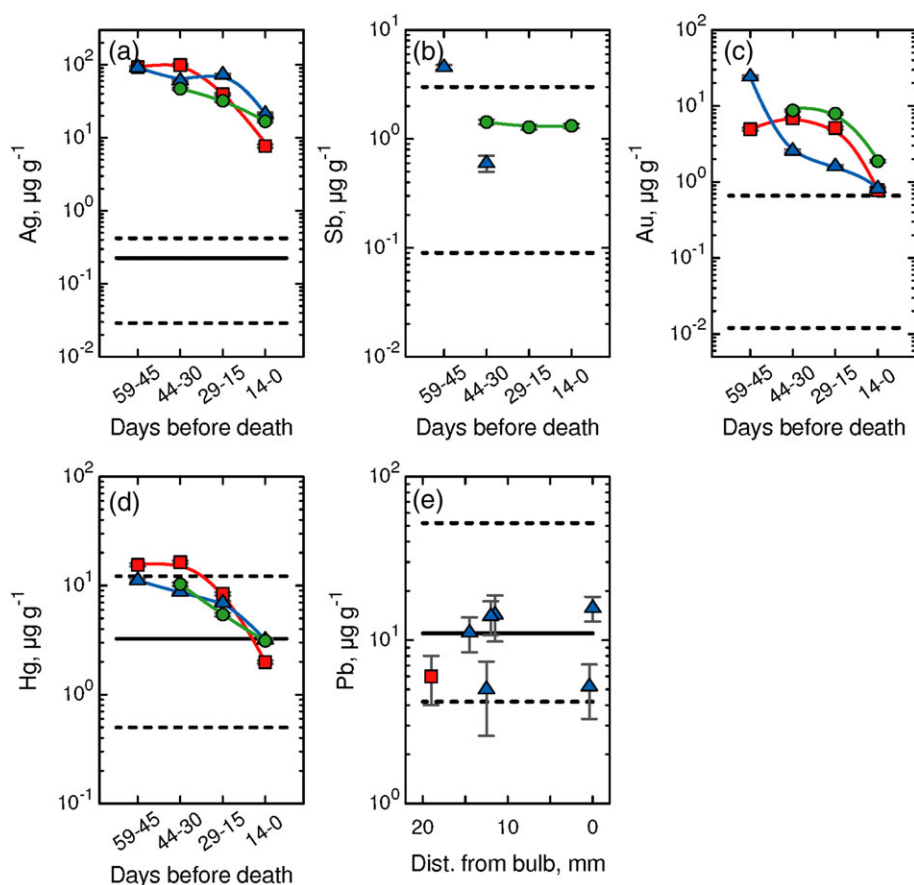 (a)
10²
10¹
10⁰
10⁻¹
10⁻²
Ag, µg g⁻¹
59-45
44-30
29-15
14-0
Days before death
(b)
10¹
10⁰
10⁻¹
10⁻²
Sb, µg g⁻¹
59-45
44-30
29-15
14-0
Days before death
(c)
10²
10¹
10⁰
10⁻¹
10⁻²
Au, µg g⁻¹
59-45
44-30
29-15
14-0
Days before death
(d)
10²
10¹
10⁰
10⁻¹
Hg, µg g⁻¹
59-45
44-30
29-15
14-0
Days before death
(e)
10²
10¹
10⁰
Pb, µg g⁻¹
20
10
0
Dist. from bulb, mm